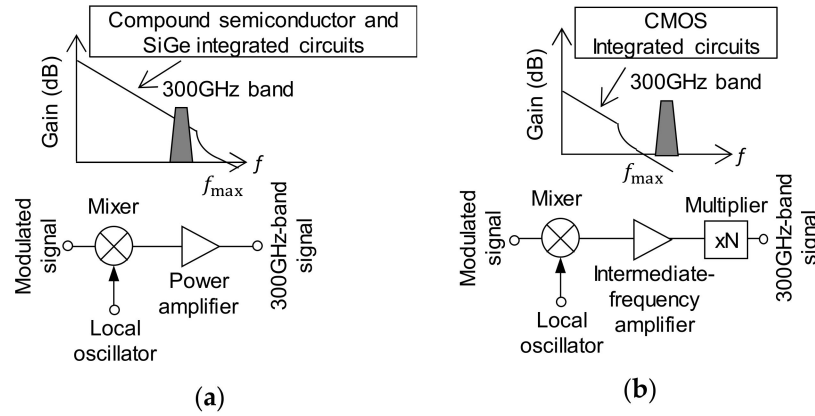 Compound semiconductor and
SiGe integrated circuits
Gain (dB)
300GHz band
f
fmax
Modulated
signal
Mixer
Power
amplifier
Local
oscillator
300GHz-band
signal
(a)
CMOS
Integrated circuits
Gain (dB)
300GHz band
f
fmax
Modulated
signal
Mixer
Intermediate-
frequency
amplifier
Multiplier
xN
Local
oscillator
300GHz-band
signal
(b)